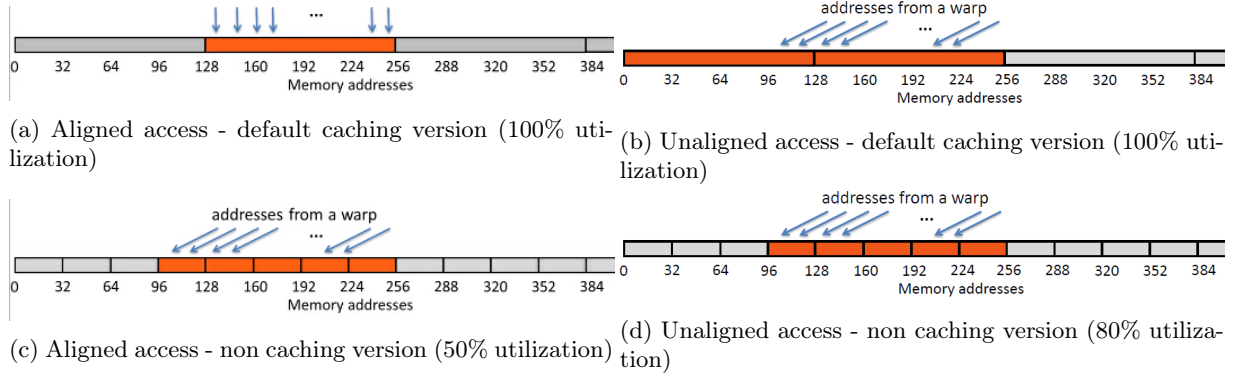 ...
0 32 64 96 128 160 192 224 256 288 320 352 384
Memory addresses
(a) Aligned access - default caching version (100% uti-
lization)
addresses from a warp
...
0 32 64 96 128 160 192 224 256 288 320 352 384
Memory addresses
(b) Unaligned access - default caching version (100% uti-
lization)
addresses from a warp
...
0 32 64 96 128 160 192 224 256 288 320 352 384
Memory addresses
(c) Aligned access - non caching version (50% utilization)
addresses from a warp
...
0 32 64 96 128 160 192 224 256 288 320 352 384
Memory addresses
(d) Unaligned access - non caching version (80% utiliza-
tion)